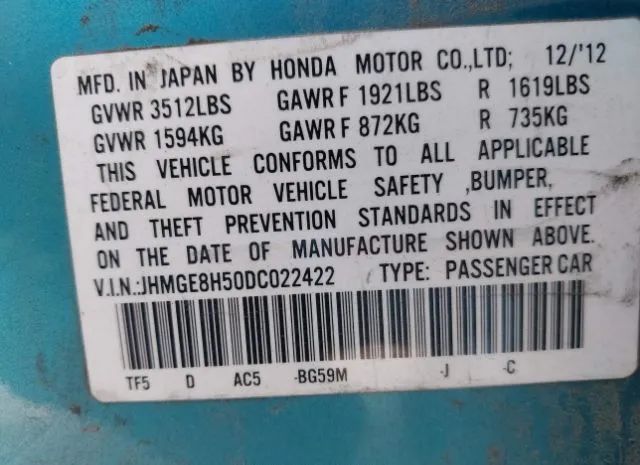 MFD. IN JAPAN BY HONDA MOTOR CO.,LTD; 12/'12
GVWR 3512LBS GAWR F 1921LBS R 1619LBS
GVWR 1594KG GAWR F 872KG R 735KG
THIS VEHICLE CONFORMS TO ALL APPLICABLE
FEDERAL MOTOR VEHICLE SAFETY ,BUMPER,
AND THEFT PREVENTION STANDARDS IN EFFECT
ON THE DATE OF MANUFACTURE SHOWN ABOVE.
V.I.N.:JHMGE8H50DC022422 TYPE: PASSENGER CAR
TF5 D AC5 -BG59M -J -C